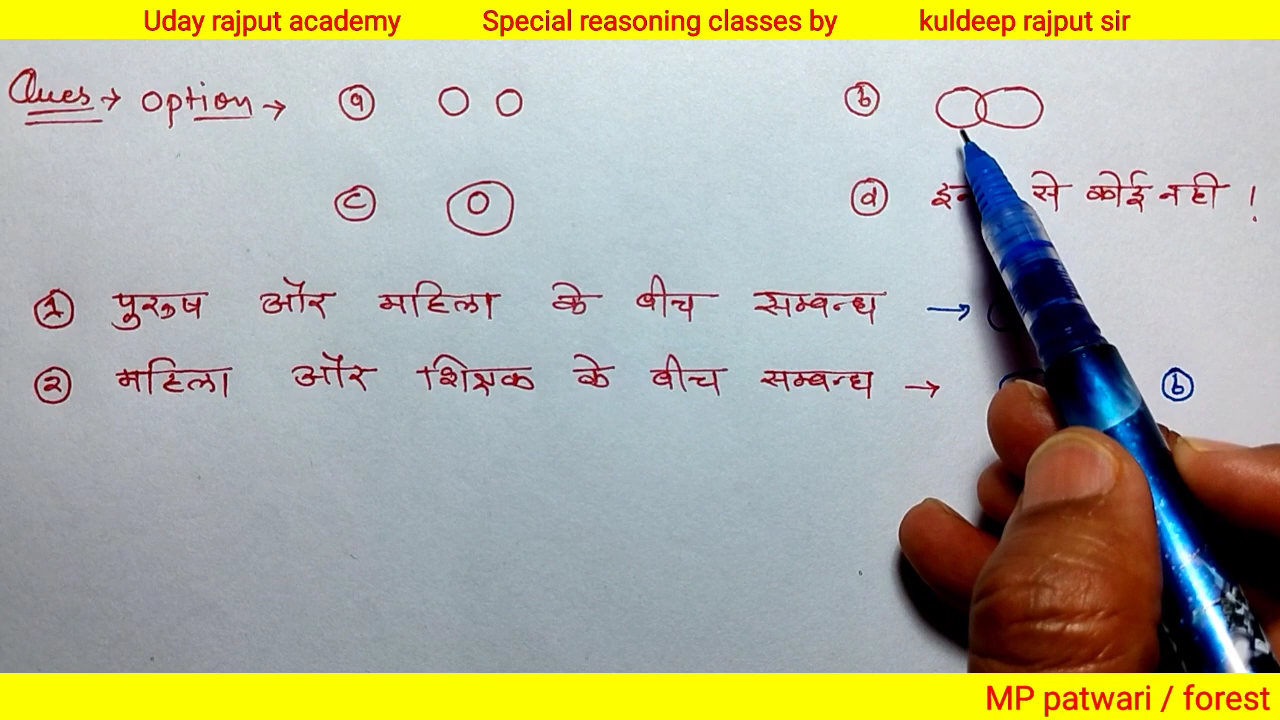 Uday rajput academy Special reasoning classes by kuldeep rajput sir
Ques → option → (a) (b)
(c) (d) से कोई नही !
(1) पुरुष और महिला के बीच सम्बन्ध →
(2) महिला और शिक्षक के बीच सम्बन्ध → (b)
MP patwari / forest